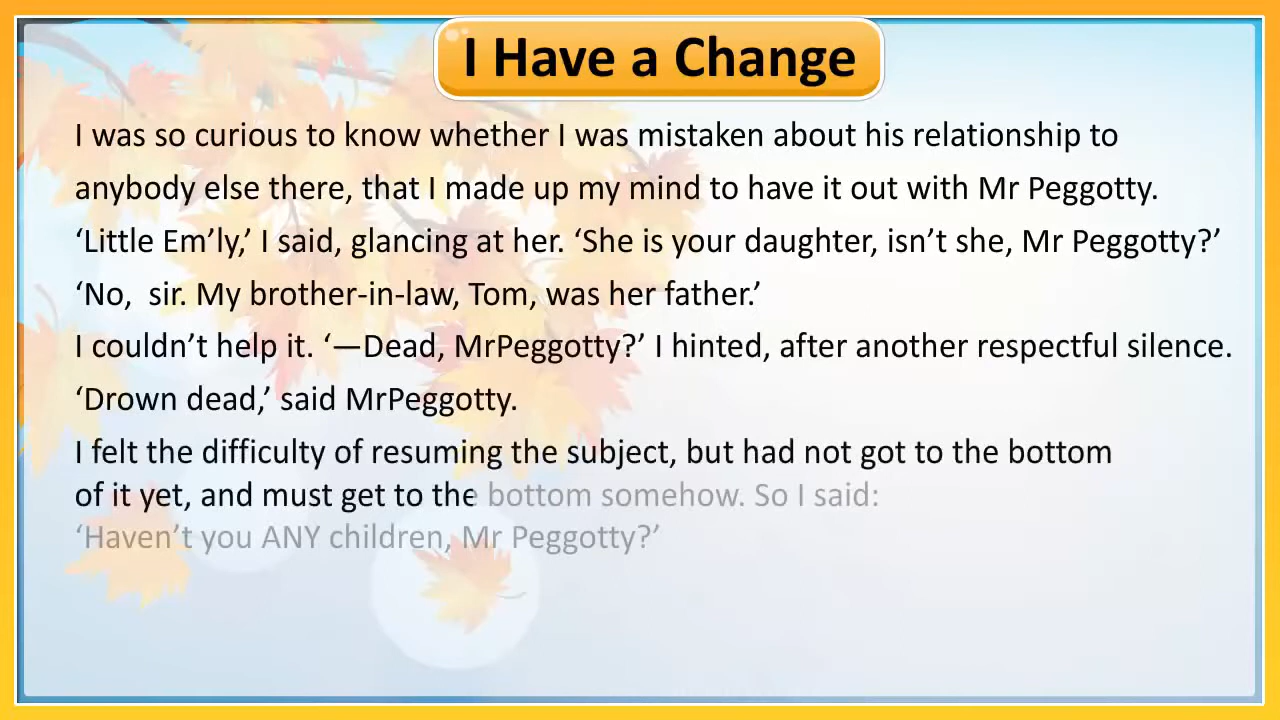 I Have a Change
I was so curious to know whether I was mistaken about his relationship to
anybody else there, that I made up my mind to have it out with Mr Peggotty.
‘Little Em’ly,’ I said, glancing at her. ‘She is your daughter, isn’t she, Mr Peggotty?’
‘No,  sir. My brother-in-law, Tom, was her father.’
I couldn’t help it. ‘—Dead, MrPeggotty?’ I hinted, after another respectful silence.
‘Drown dead,’ said MrPeggotty.
I felt the difficulty of resuming the subject, but had not got to the bottom
of it yet, and must get to the bottom somehow. So I said:
‘Haven’t you ANY children, Mr Peggotty?’